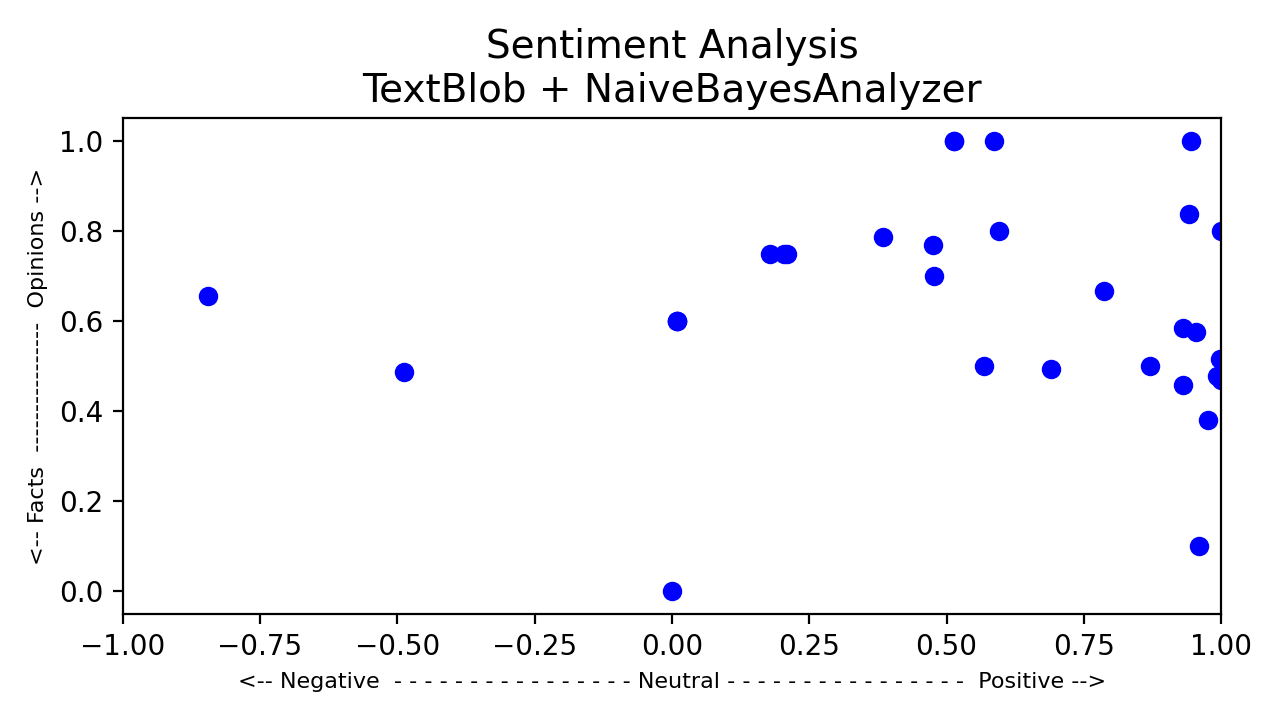 Sentiment Analysis
TextBlob + NaiveBayesAnalyzer
1.0
0.8
0.6
0.4
0.2
0.0
<-- Facts ---------------- Opinions -->
−1.00 −0.75 −0.50 −0.25 0.00 0.25 0.50 0.75 1.00
<-- Negative - - - - - - - - - - - - - - - - Neutral - - - - - - - - - - - - - - - - Positive -->